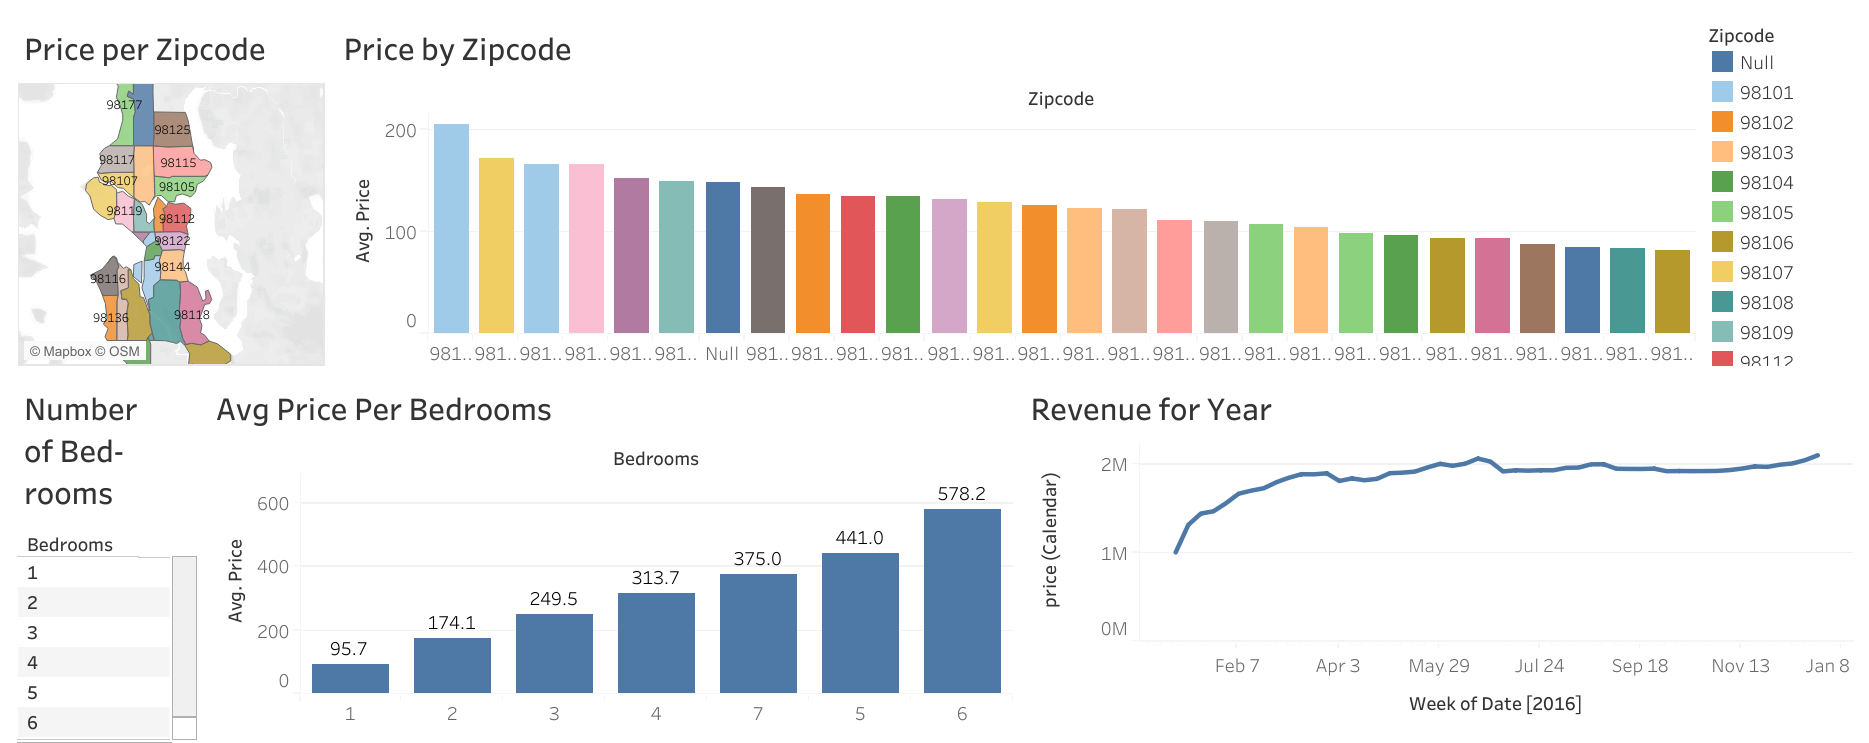 Price per Zipcode
98177
98125
98117
98115
98107
98105
98119
98112
98122
98144
98116
98136
98118
© Mapbox © OSM
Price by Zipcode
Zipcode
Avg. Price
200
100
0
981.. 981.. 981.. 981.. 981.. 981.. Null 981.. 981.. 981.. 981.. 981.. 981.. 981.. 981.. 981.. 981.. 981.. 981.. 981.. 981.. 981.. 981.. 981.. 981.. 981.. 981.. 981..
Zipcode
Null
98101
98102
98103
98104
98105
98106
98107
98108
98109
98112
Number
of Bed-
rooms
Bedrooms
1
2
3
4
5
6
Avg Price Per Bedrooms
Bedrooms
Avg. Price
600
400
200
0
95.7
174.1
249.5
313.7
375.0
441.0
578.2
1 2 3 4 7 5 6
Revenue for Year
price (Calendar)
2M
1M
0M
Feb 7 Apr 3 May 29 Jul 24 Sep 18 Nov 13 Jan 8
Week of Date [2016]